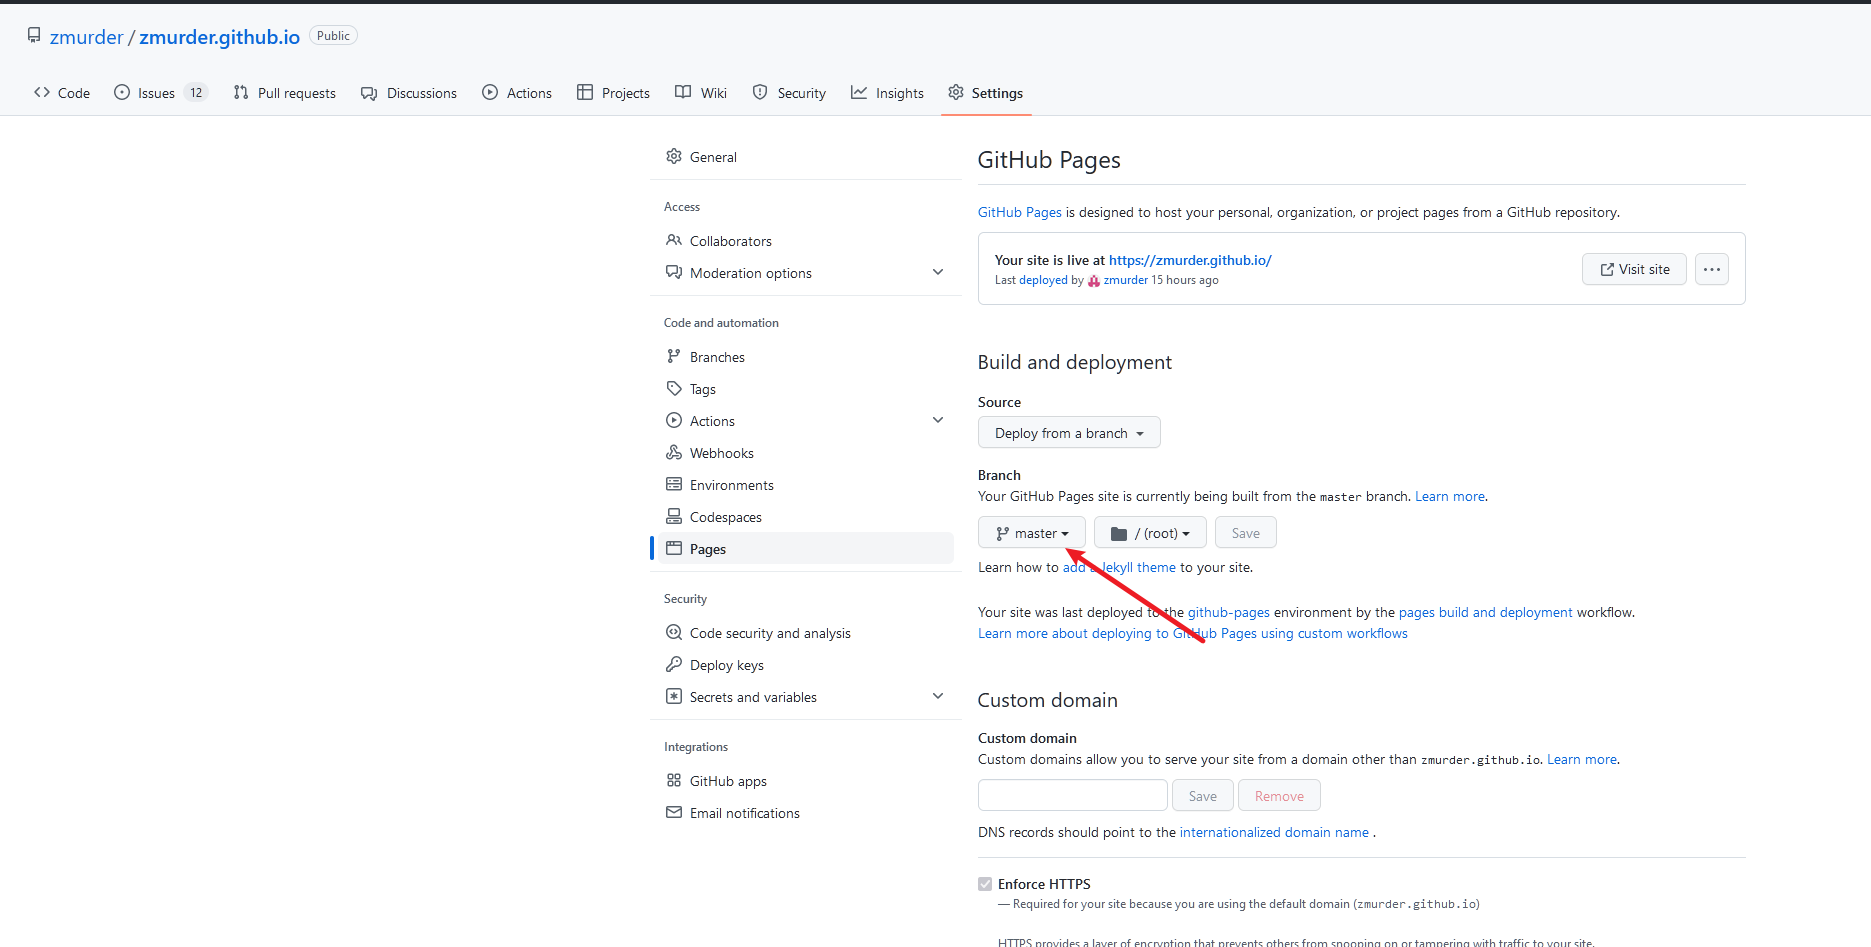 zmurder / zmurder.github.io Public
Code Issues 12 Pull requests Discussions Actions Projects Wiki Security Insights Settings
General
Access
Collaborators
Moderation options
Code and automation
Branches
Tags
Actions
Webhooks
Environments
Codespaces
Pages
Security
Code security and analysis
Deploy keys
Secrets and variables
Integrations
GitHub apps
Email notifications
GitHub Pages
GitHub Pages is designed to host your personal, organization, or project pages from a GitHub repository.
Your site is live at https://zmurder.github.io/
Last deployed by zmurder 15 hours ago
Visit site
Build and deployment
Source
Deploy from a branch
Branch
Your GitHub Pages site is currently being built from the master branch. Learn more.
master / (root) Save
Learn how to add a Jekyll theme to your site.
Your site was last deployed to the github-pages environment by the pages build and deployment workflow.
Learn more about deploying to GitHub Pages using custom workflows
Custom domain
Custom domain
Custom domains allow you to serve your site from a domain other than zmurder.github.io. Learn more.
Save Remove
DNS records should point to the internationalized domain name .
Enforce HTTPS
— Required for your site because you are using the default domain (zmurder.github.io)
HTTPS provides a layer of encryption that prevents others from snooping on or tampering with traffic to your site.